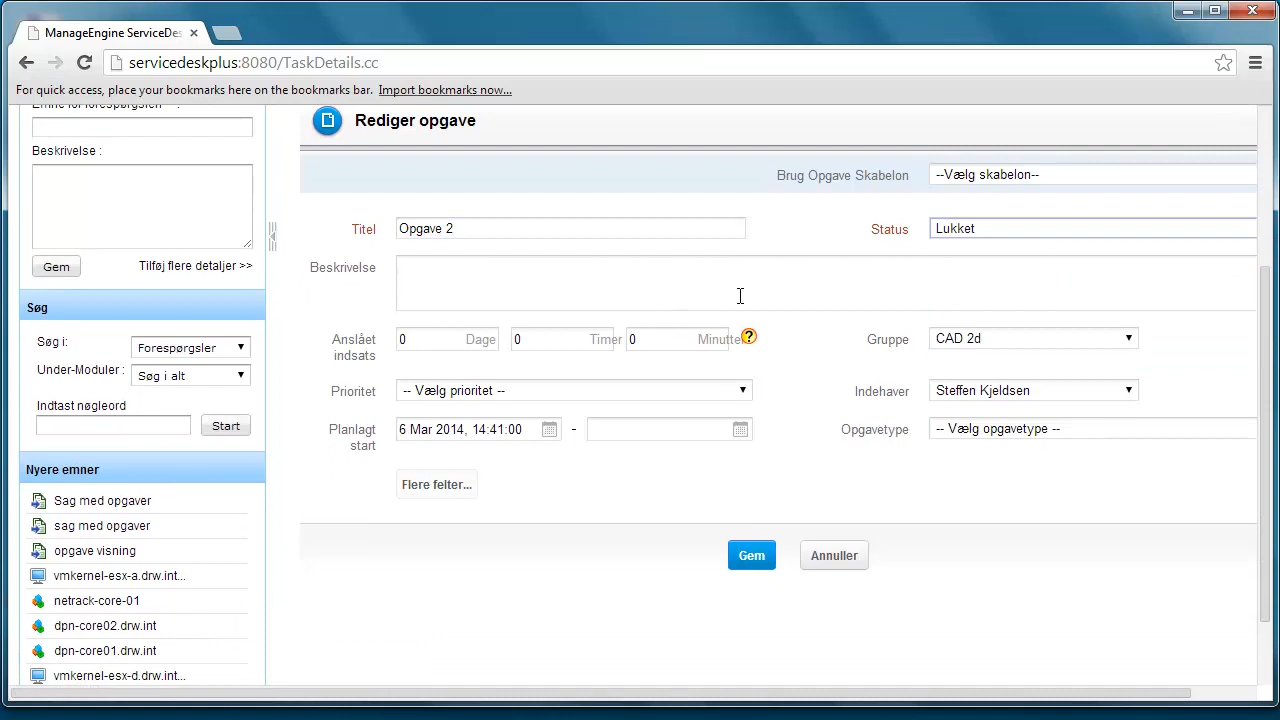 ManageEngine ServiceDes
servicedeskplus:8080/TaskDetails.cc
For quick access, place your bookmarks here on the bookmarks bar. Import bookmarks now...
Emne for forespørgslen * :
Beskrivelse :
Gem
Tilføj flere detaljer >>
Søg
Søg i:
Forespørgsler
Under-Moduler :
Søg i alt
Indtast nøgleord
Start
Nyere emner
Sag med opgaver
sag med opgaver
opgave visning
vmkernel-esx-a.drw.int...
netrack-core-01
dpn-core02.drw.int
dpn-core01.drw.int
vmkernel-esx-d.drw.int...
Rediger opgave
Brug Opgave Skabelon
--Vælg skabelon--
Titel
Opgave 2
Status
Lukket
Beskrivelse
Anslået
indsats
0 Dage
0 Timer
0 Minutte
?
Gruppe
CAD 2d
Prioritet
-- Vælg prioritet --
Indehaver
Steffen Kjeldsen
Planlagt
start
6 Mar 2014, 14:41:00
-
Opgavetype
-- Vælg opgavetype --
Flere felter...
Gem
Annuller